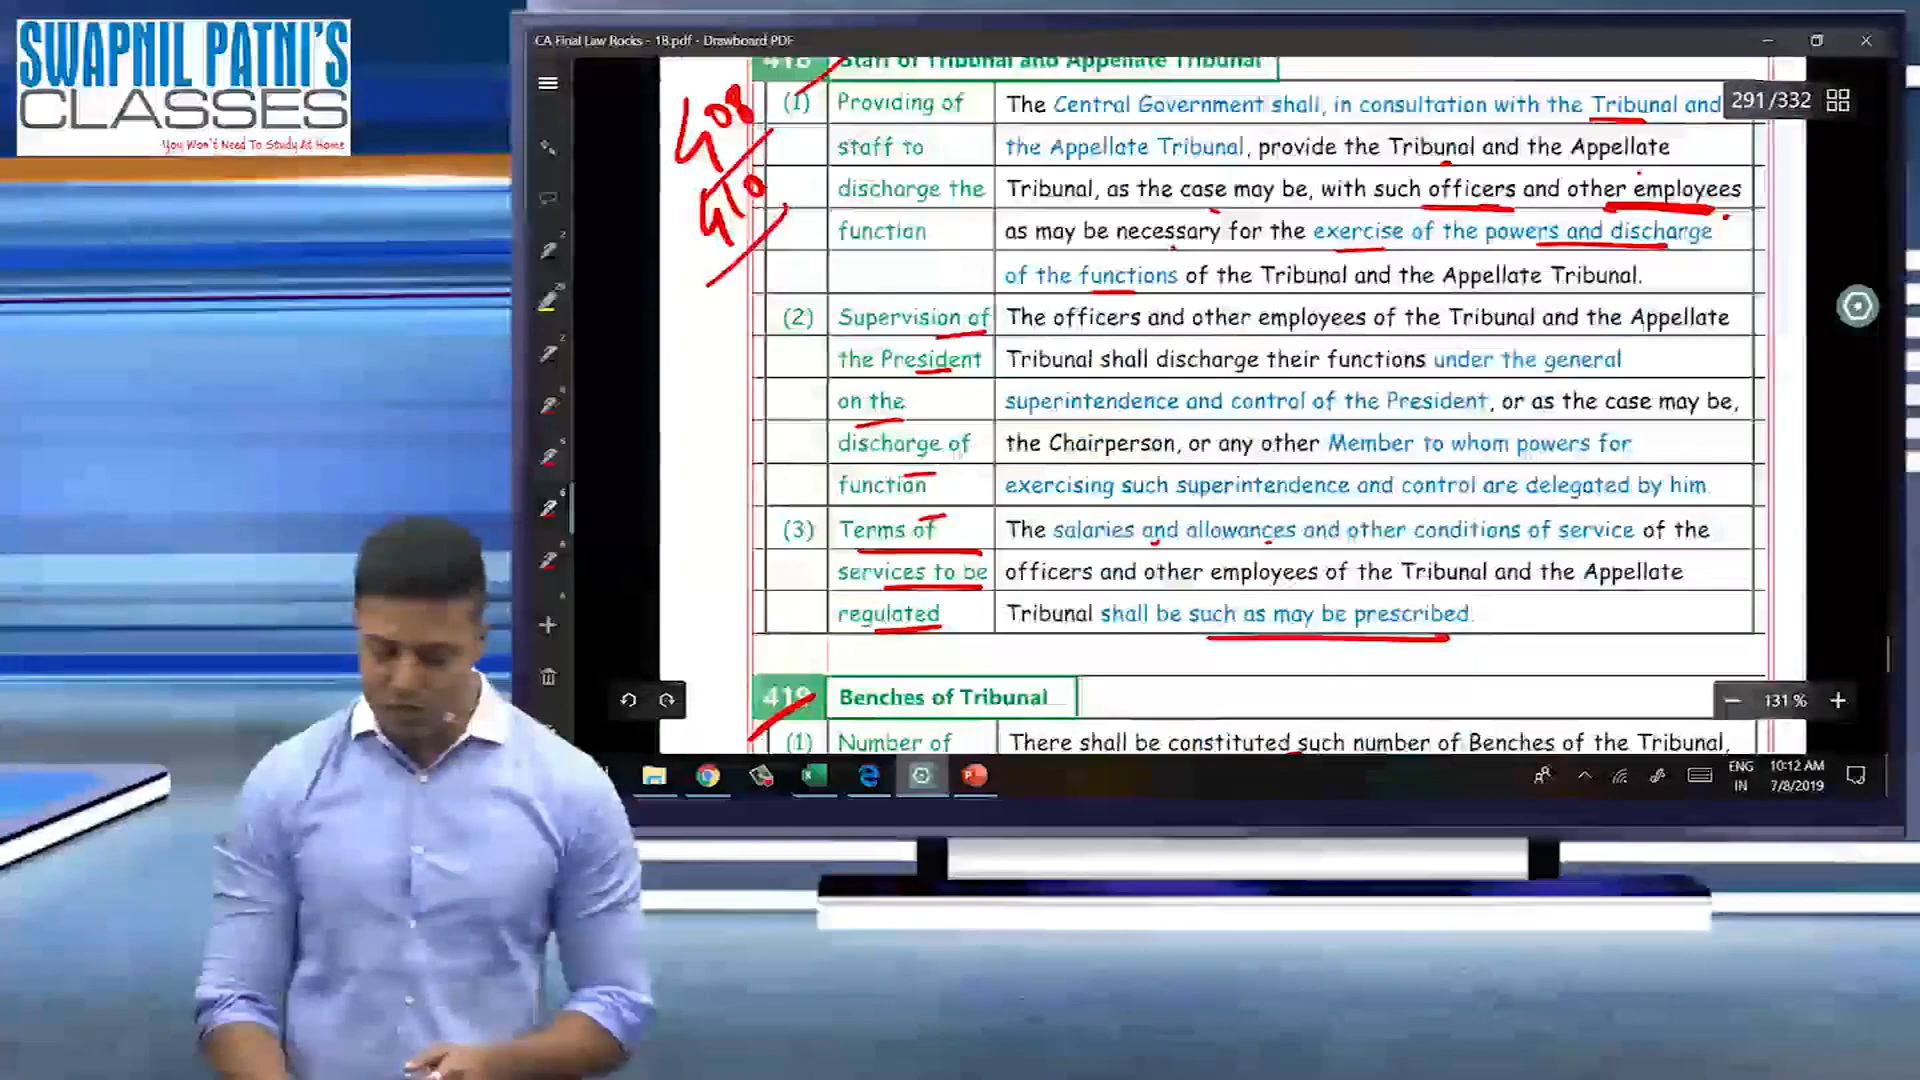 SWAPNIL PATNI'S
CLASSES
You Won't Need To Study At Home
CA Final Law Rocks - 18.pdf - Drawboard PDF
418 Staff of Tribunal and Appellate Tribunal
291/332
408
410
(1) Providing of The Central Government shall, in consultation with the Tribunal and
staff to the Appellate Tribunal, provide the Tribunal and the Appellate
discharge the Tribunal, as the case may be, with such officers and other employees
function as may be necessary for the exercise of the powers and discharge
of the functions of the Tribunal and the Appellate Tribunal.
(2) Supervision of The officers and other employees of the Tribunal and the Appellate
the President Tribunal shall discharge their functions under the general
on the superintendence and control of the President, or as the case may be,
discharge of the Chairperson, or any other Member to whom powers for
function exercising such superintendence and control are delegated by him.
(3) Terms of The salaries and allowances and other conditions of service of the
services to be officers and other employees of the Tribunal and the Appellate
regulated Tribunal shall be such as may be prescribed.
419 Benches of Tribunal
131 %
(1) Number of There shall be constituted such number of Benches of the Tribunal,
ENG
IN
10:12 AM
7/8/2019